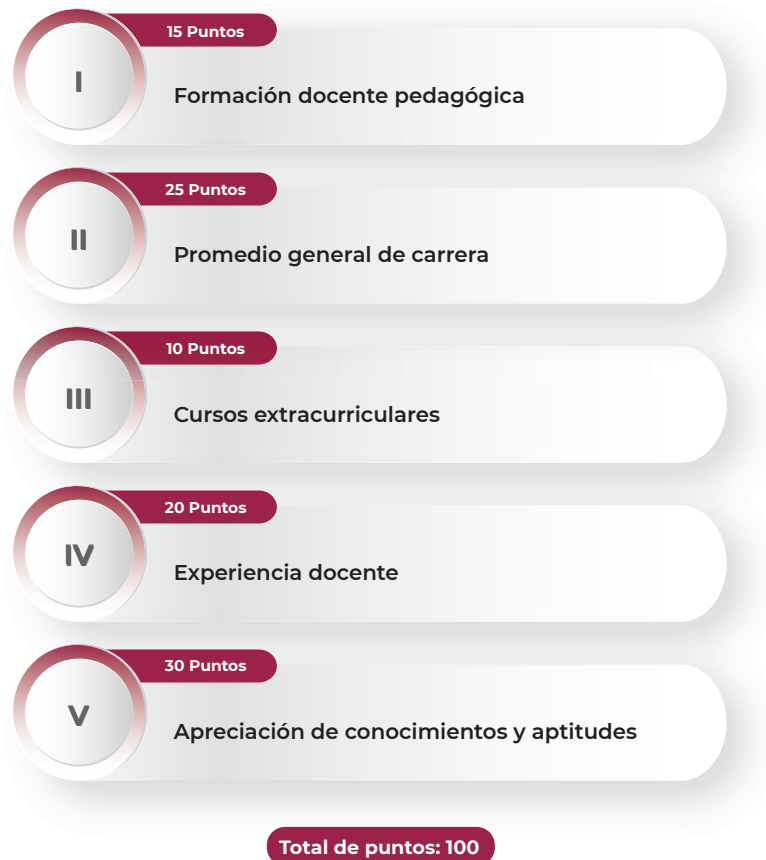 15 Puntos
I
Formación docente pedagógica
25 Puntos
II
Promedio general de carrera
10 Puntos
III
Cursos extracurriculares
20 Puntos
IV
Experiencia docente
30 Puntos
V
Apreciación de conocimientos y aptitudes
Total de puntos: 100